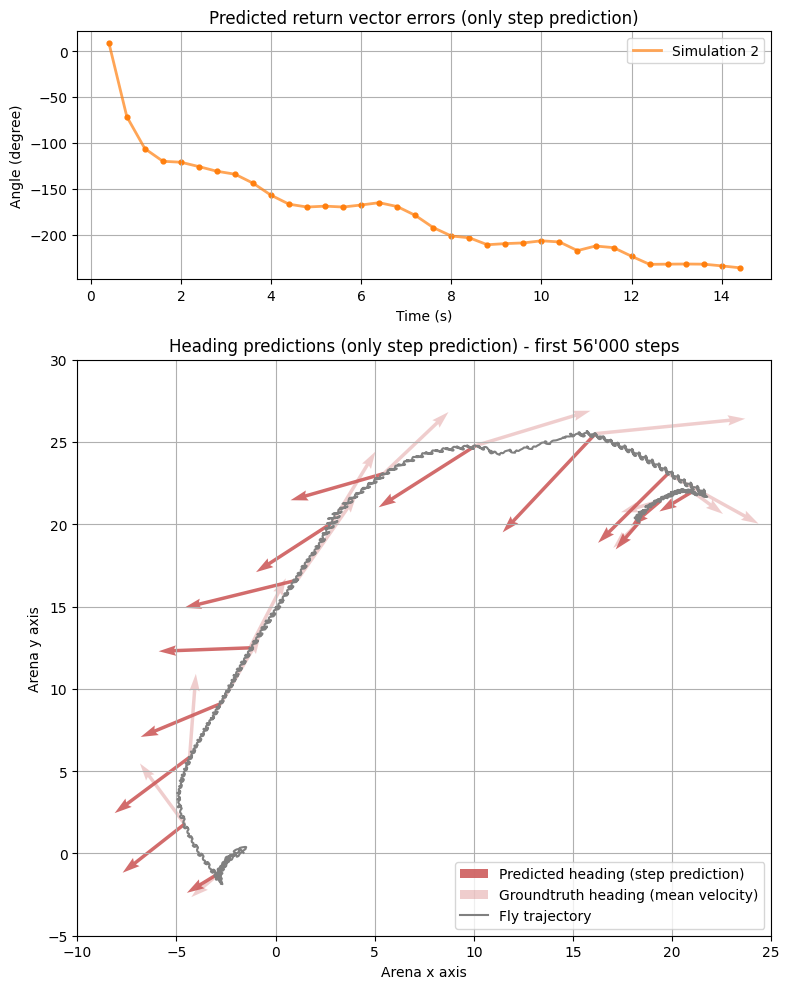 Predicted return vector errors (only step prediction)
Angle (degree)
0
−50
−100
−150
−200
Simulation 2
0 2 4 6 8 10 12 14
Time (s)
Heading predictions (only step prediction) - first 56'000 steps
Arena y axis
30
25
20
15
10
5
0
−5
Predicted heading (step prediction)
Groundtruth heading (mean velocity)
Fly trajectory
−10 −5 0 5 10 15 20 25
Arena x axis